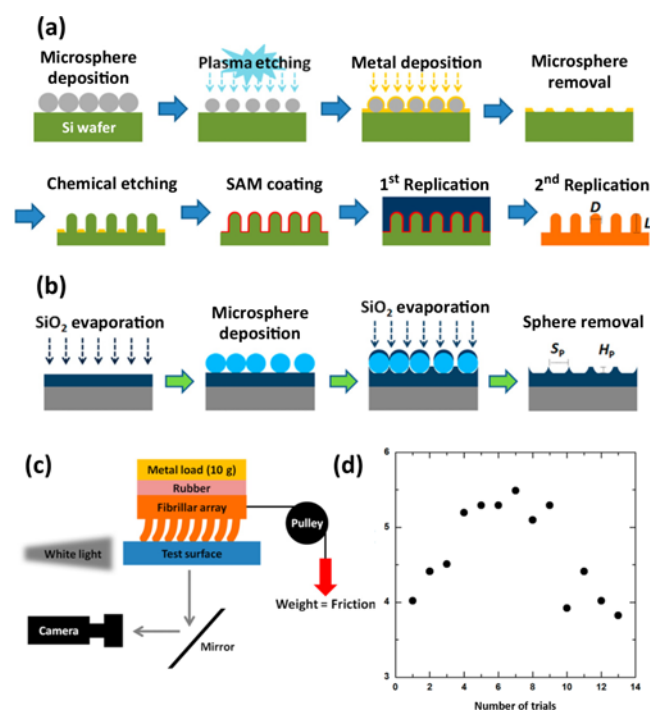 (a)
Microsphere
deposition
Plasma etching
Metal deposition
Microsphere
removal
Si wafer
Chemical etching
SAM coating
1st Replication
2nd Replication
D
L
(b)
SiO2 evaporation
Microsphere
deposition
SiO2 evaporation
Sphere removal
SP
HP
(c)
Metal load (10 g)
Rubber
Fibrillar array
Pulley
White light
Test surface
Weight = Friction
Camera
Mirror
(d)
6
5
4
3
0 2 4 6 8 10 12 14
Number of trials